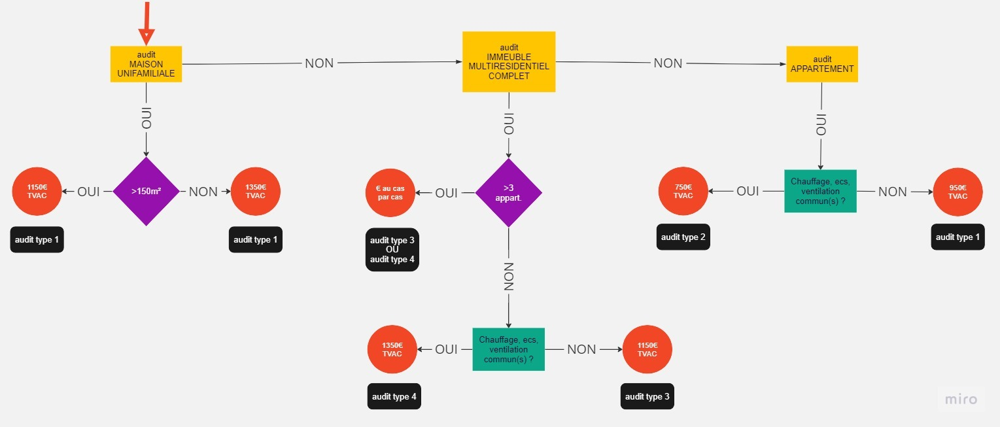 audit
MAISON
UNIFAMILIALE
NON
audit
IMMEUBLE
MULTIRESIDENTIEL
COMPLET
NON
audit
APPARTEMENT
OUI
OUI
OUI
1150€
TVAC
OUI
>150m²
NON
1350€
TVAC
audit type 1
audit type 1
€ au cas
par cas
OUI
>3
appart.
audit type 3
OU
audit type 4
NON
750€
TVAC
OUI
Chauffage, ecs,
ventilation
commun(s) ?
NON
950€
TVAC
audit type 2
audit type 1
1350€
TVAC
OUI
Chauffage, ecs,
ventilation
commun(s) ?
NON
1150€
TVAC
audit type 4
audit type 3
miro